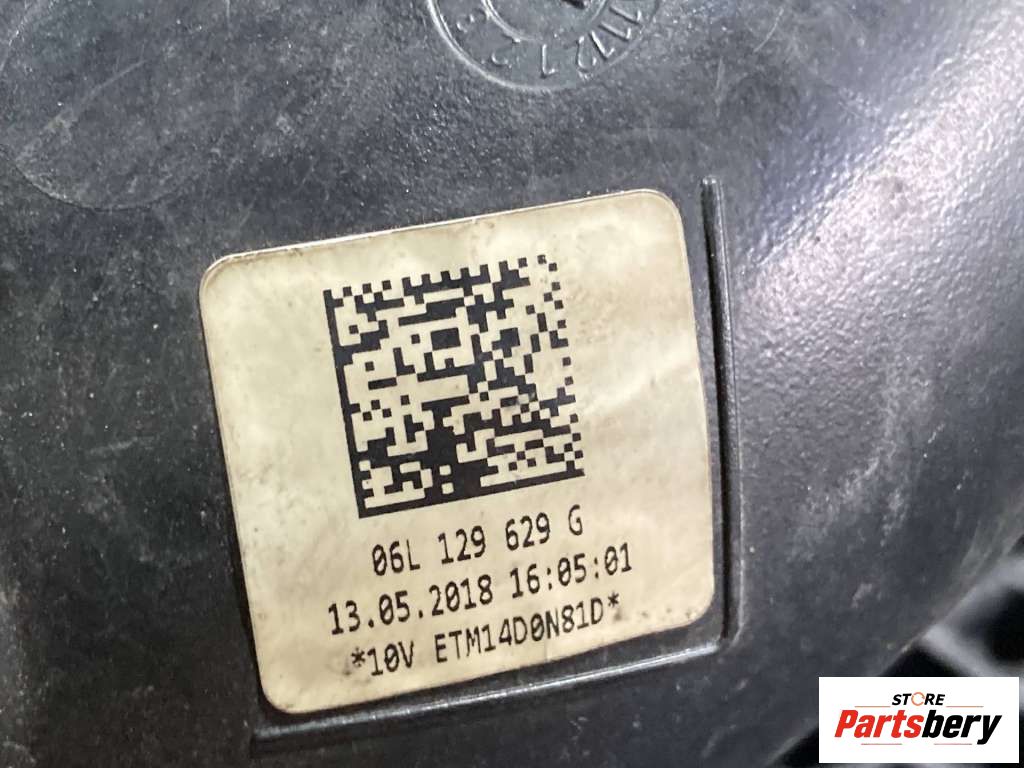 06L 129 629 G
13.05.2018 16:05:01
*10V ETM14D0N81D*
STORE
Partsbery